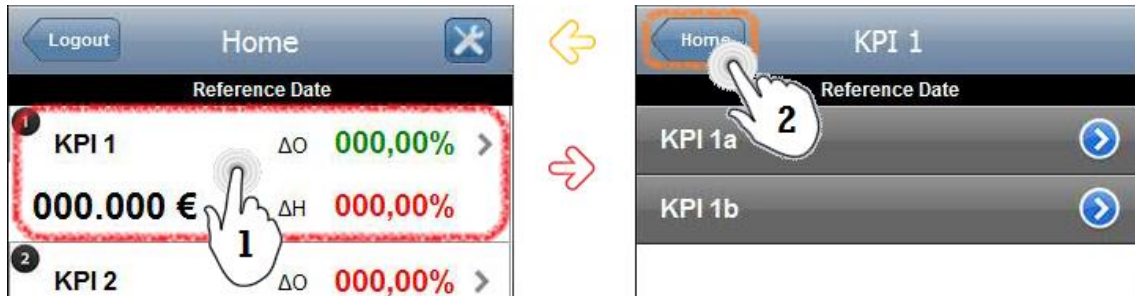 Logout
Home
Reference Date
1
KPI 1
ΔO
000,00%
000.000 €
ΔH
000,00%
1
2
KPI 2
ΔO
000,00%
Home
KPI 1
Reference Date
2
KPI 1a
KPI 1b